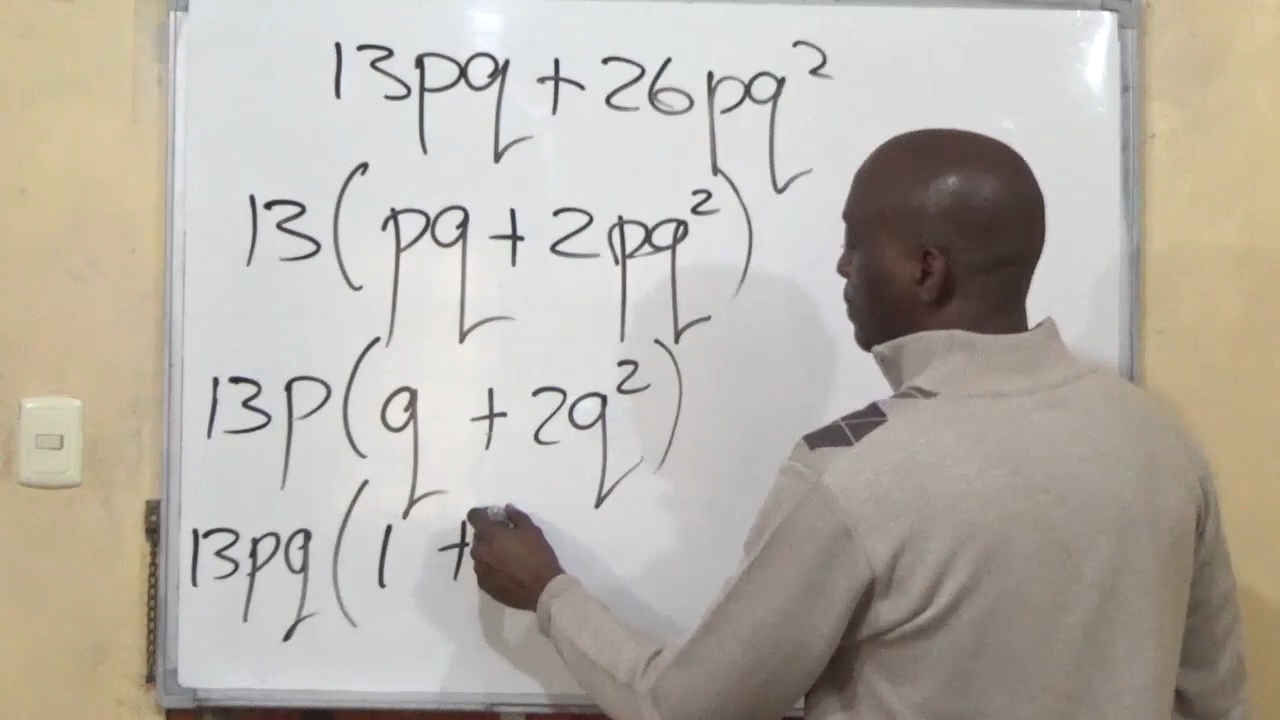 13pq + 26pq²
13(pq + 2pq²)
13p(q + 2q²)
13pq(1 +